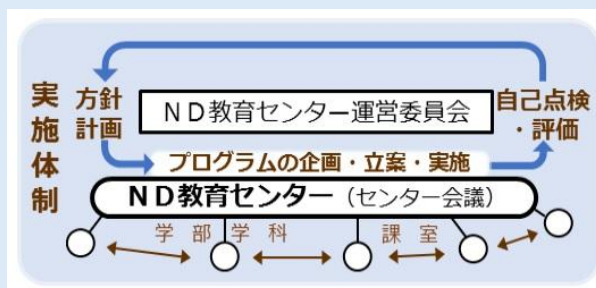 実施体制
方針
計画
ND教育センター運営委員会
自己点検
・評価
プログラムの企画・立案・実施
ND教育センター（センター会議）
学部学科
課室